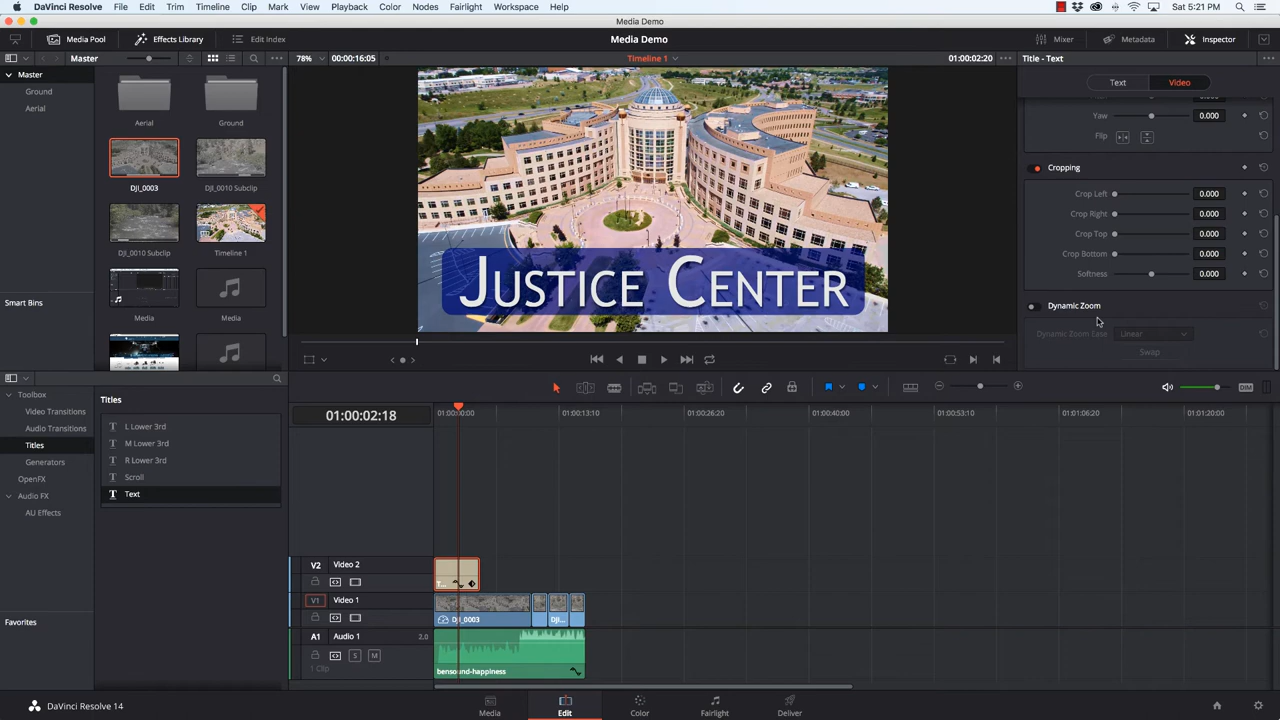 DaVinci Resolve File Edit Trim Timeline Clip Mark View Playback Color Nodes Fairlight Workspace Help Sat 5:21 PM
Media Demo
Media Pool Effects Library Edit Index Media Demo Mixer Metadata Inspector
Master 78% 00:00:16:05 Timeline 1 01:00:02:20 Title - Text
Master
Ground
Aerial
Aerial Ground
DJI_0003 DJI_0010 Subclip
DJI_0010 Subclip Timeline 1
Media Media
Smart Bins
JUSTICE CENTER
Text Video
Yaw 0.000
Flip
Cropping
Crop Left 0.000
Crop Right 0.000
Crop Top 0.000
Crop Bottom 0.000
Softness 0.000
Dynamic Zoom
Dynamic Zoom Ease Linear
Swap
Toolbox
Video Transitions
Audio Transitions
Titles
Generators
OpenFX
Audio FX
AU Effects
Favorites
Titles
L Lower 3rd
M Lower 3rd
R Lower 3rd
Scroll
Text
DIM
01:00:02:18
01:00:00:00 01:00:13:10 01:00:26:20 01:00:40:00 01:00:53:10 01:01:06:20 01:01:20:00
V2 Video 2
T...
V1 Video 1
DJI_0003 DJI...
A1 Audio 1 2.0
S M
1 Clip
bensound-happiness
DaVinci Resolve 14
Media Edit Color Fairlight Deliver